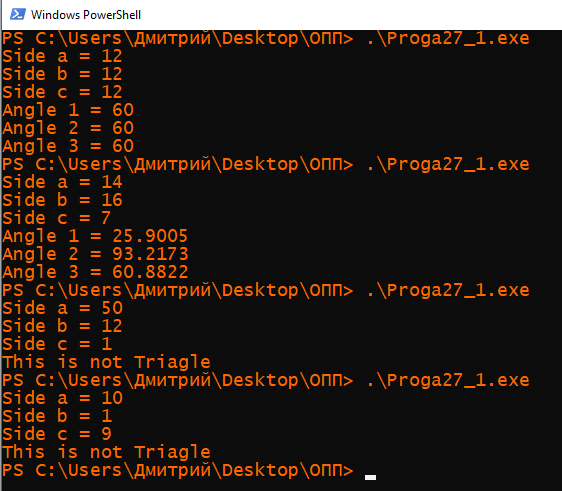 Windows PowerShell
PS C:\Users\Дмитрий\Desktop\ОПП> .\Proga27_1.exe
Side a = 12
Side b = 12
Side c = 12
Angle 1 = 60
Angle 2 = 60
Angle 3 = 60
PS C:\Users\Дмитрий\Desktop\ОПП> .\Proga27_1.exe
Side a = 14
Side b = 16
Side c = 7
Angle 1 = 25.9005
Angle 2 = 93.2173
Angle 3 = 60.8822
PS C:\Users\Дмитрий\Desktop\ОПП> .\Proga27_1.exe
Side a = 50
Side b = 12
Side c = 1
This is not Triagle
PS C:\Users\Дмитрий\Desktop\ОПП> .\Proga27_1.exe
Side a = 10
Side b = 1
Side c = 9
This is not Triagle
PS C:\Users\Дмитрий\Desktop\ОПП>